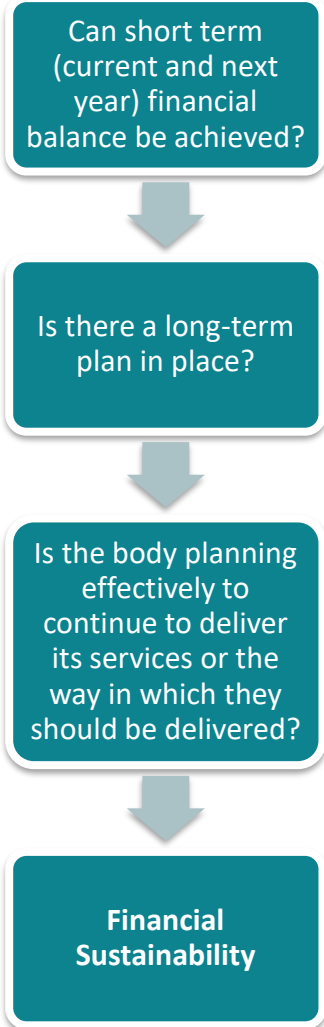 Can short term
(current and next
year) financial
balance be achieved?
Is there a long-term
plan in place?
Is the body planning
effectively to
continue to deliver
its services or the
way in which they
should be delivered?
Financial
Sustainability